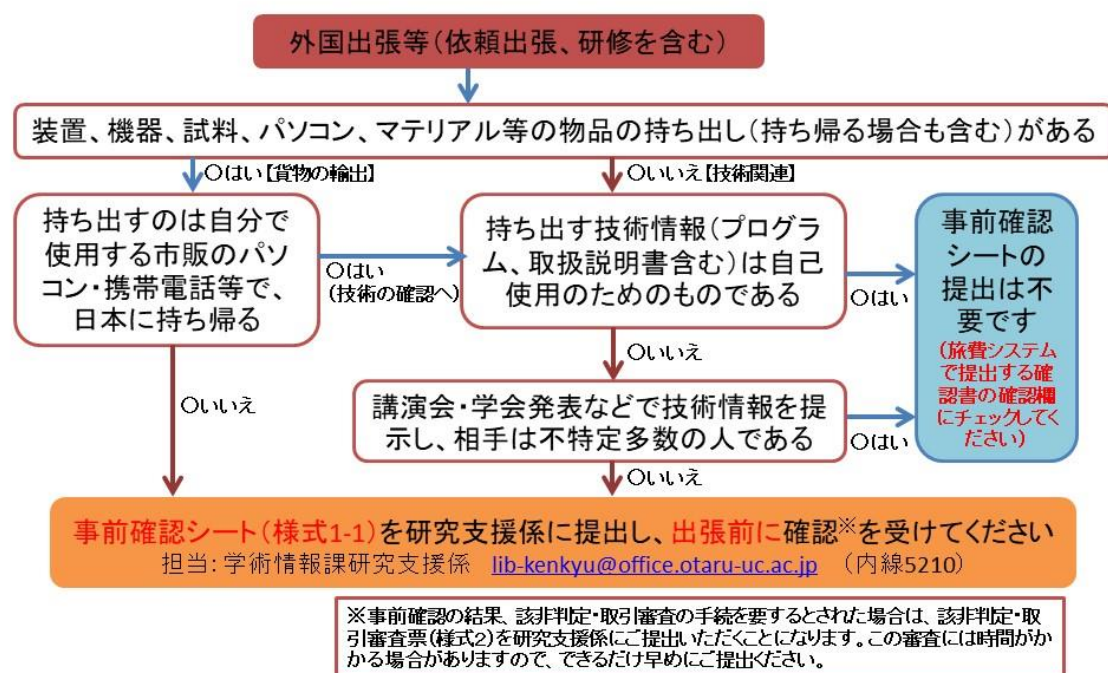 外国出張等(依頼出張、研修を含む)
装置、機器、試料、パソコン、マテリアル等の物品の持ち出し(持ち帰る場合も含む)がある
〇はい【貨物の輸出】
〇いいえ【技術関連】
持ち出すのは自分で
使用する市販のパソ
コン・携帯電話等で、
日本に持ち帰る
〇はい
(技術の確認へ)
持ち出す技術情報(プログラ
ム、取扱説明書含む)は自己
使用のためのものである
〇はい
事前確認
シートの
提出は不
要です
(旅費システム
で提出する確
認書の確認欄
にチェックしてく
ださい)
〇いいえ
〇いいえ
講演会・学会発表などで技術情報を提
示し、相手は不特定多数の人である
〇はい
〇いいえ
事前確認シート(様式1-1)を研究支援係に提出し、出張前に確認※を受けてください
担当:学術情報課研究支援係 lib-kenkyu@office.otaru-uc.ac.jp (内線5210)
※事前確認の結果、該非判定・取引審査の手続を要するとされた場合は、該非判定・取
引審査票(様式2)を研究支援係にご提出いただくことになります。この審査には時間がか
かる場合がありますので、できるだけ早めにご提出ください。